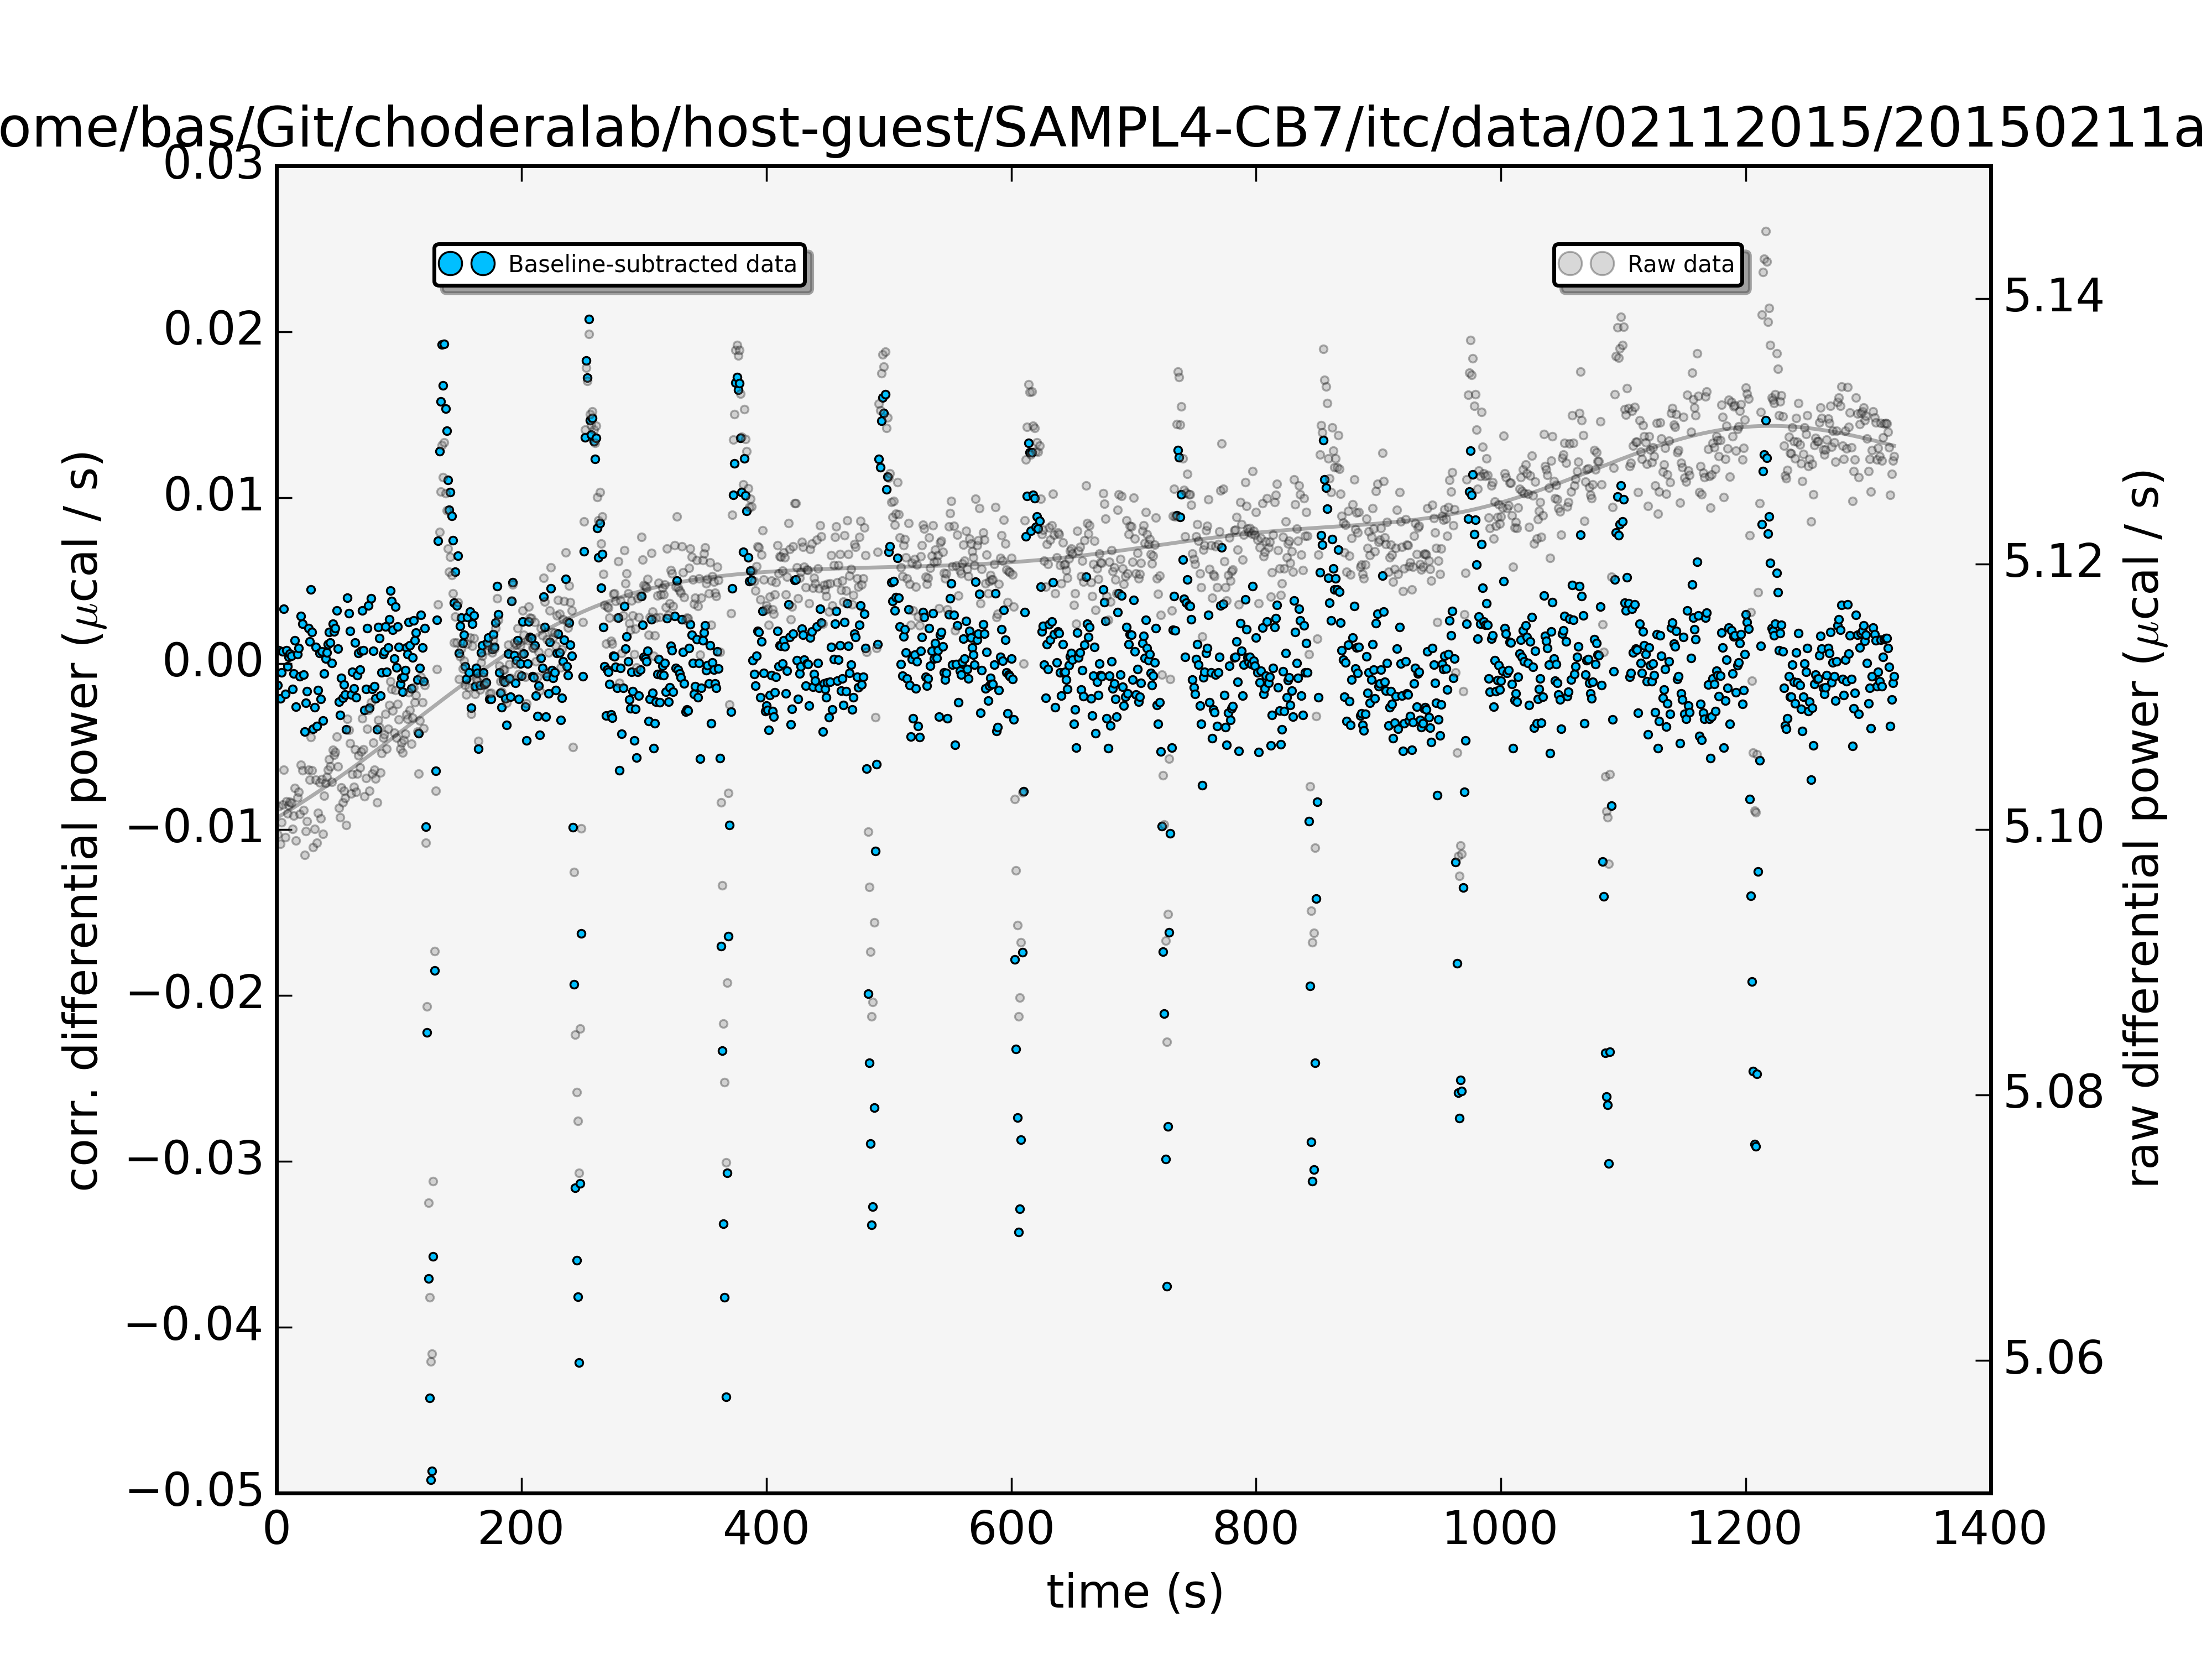 ome/bas/Git/choderalab/host-guest/SAMPL4-CB7/itc/data/02112015/20150211a
0.03
0.02
0.01
0.00
−0.01
−0.02
−0.03
−0.04
−0.05
corr. differential power (μcal / s)
Baseline-subtracted data
Raw data
5.14
5.12
5.10
5.08
5.06
raw differential power (μcal / s)
0 200 400 600 800 1000 1200 1400
time (s)